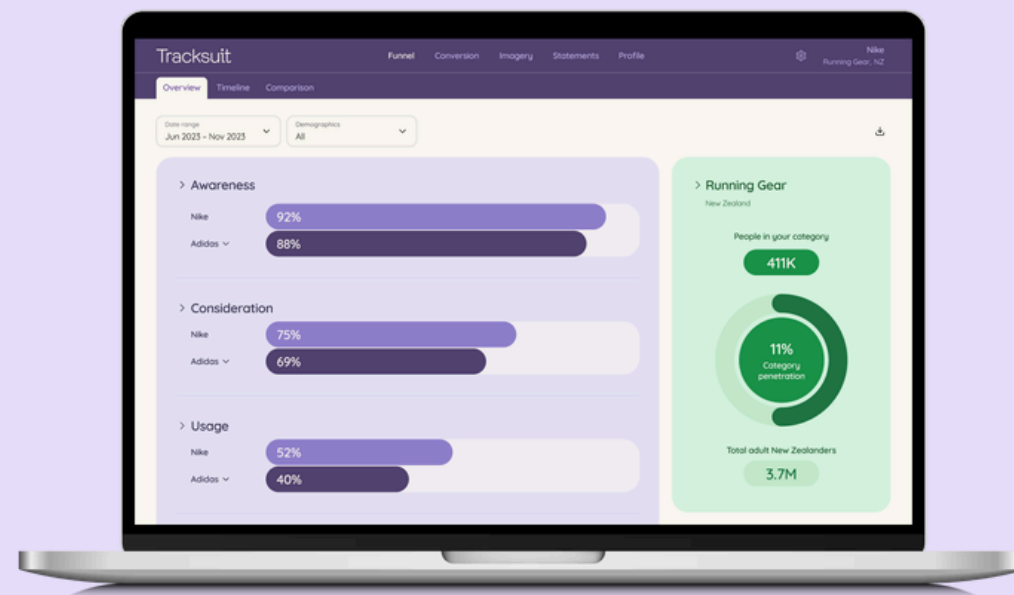 Tracksuit
Funnel Conversion Imagery Statements Profile
Nike
Running Gear, NZ
Overview Timeline Comparison
Date range
Jun 2023 - Nov 2023
Demographics
All
Awareness
Nike 92%
Adidas 88%
Consideration
Nike 75%
Adidas 69%
Usage
Nike 52%
Adidas 40%
Running Gear
New Zealand
People in your category
411K
11%
Category
penetration
Total adult New Zealanders
3.7M